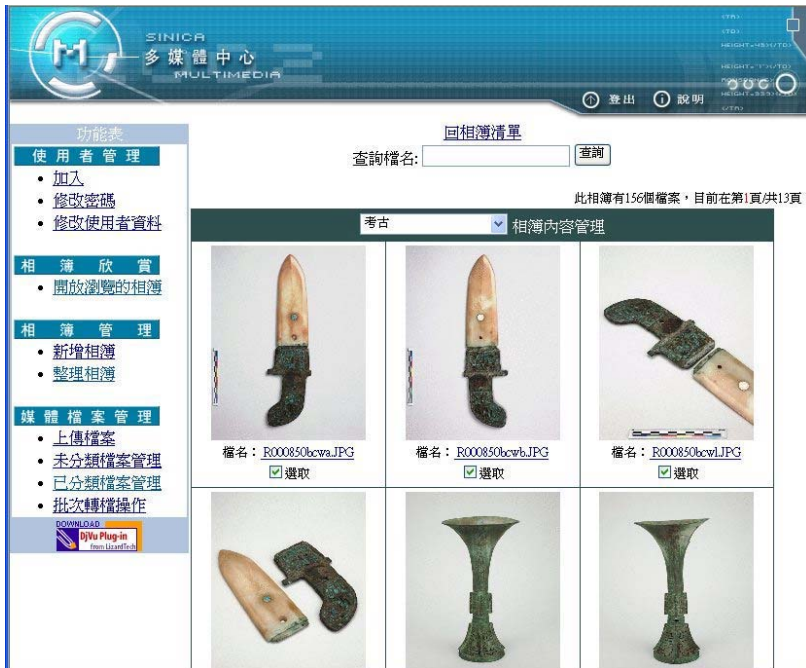 SINICA
多媒體中心
MULTIMEDIA
登出
說明
功能表
使用者管理
加入
修改密碼
修改使用者資料
相簿欣賞
開放瀏覽的相簿
相簿管理
新增相簿
整理相簿
媒體檔案管理
上傳檔案
未分類檔案管理
已分類檔案管理
批次轉檔操作
DOWNLOAD
DjVu Plug-in
from LizardTech
回相簿清單
查詢檔名: 查詢
此相簿有156個檔案，目前在第1頁/共13頁
考古 相簿內容管理
檔名： R000850bcwa.JPG
選取
檔名： R000850bcwb.JPG
選取
檔名： R000850bcwl.JPG
選取